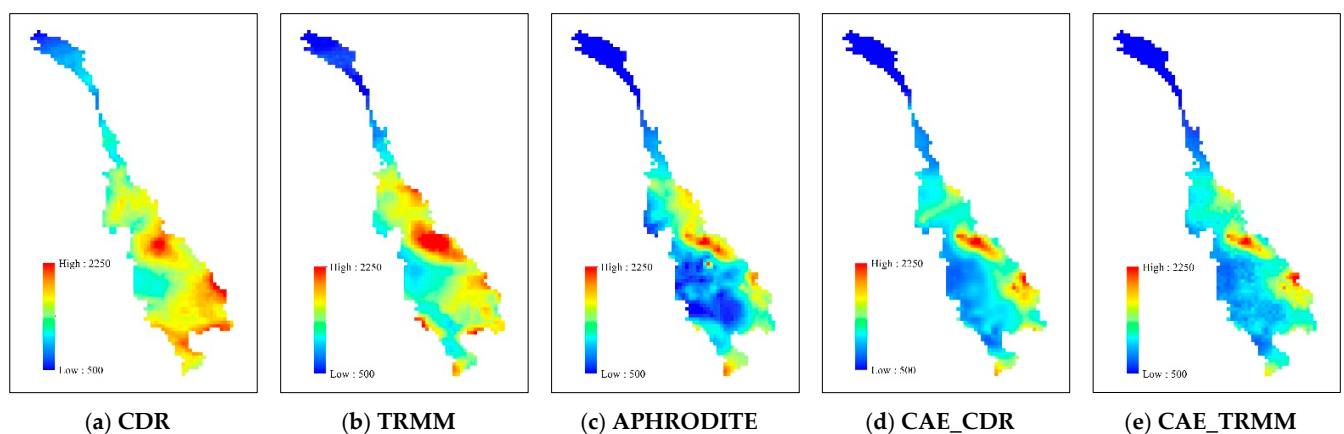 High : 2250
Low : 500
High : 2250
Low : 500
High : 2250
Low : 500
High : 2250
Low : 500
High : 2250
Low : 500
(a) CDR
(b) TRMM
(c) APHRODITE
(d) CAE_CDR
(e) CAE_TRMM